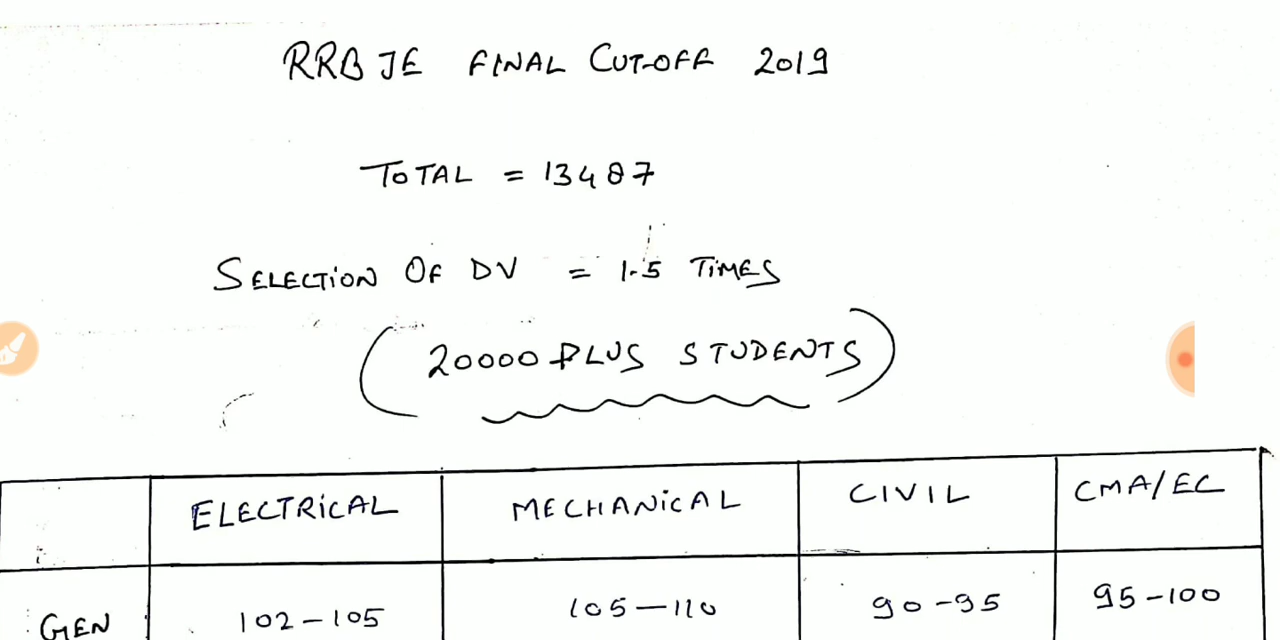 RRB JE FINAL CUT-OFF 2019
TOTAL = 13487
SELECTION OF DV = 1.5 TIMES
(20000 PLUS STUDENTS)
ELECTRICAL MECHANICAL CIVIL CMA/EC
GEN 102-105 105-110 90-95 95-100